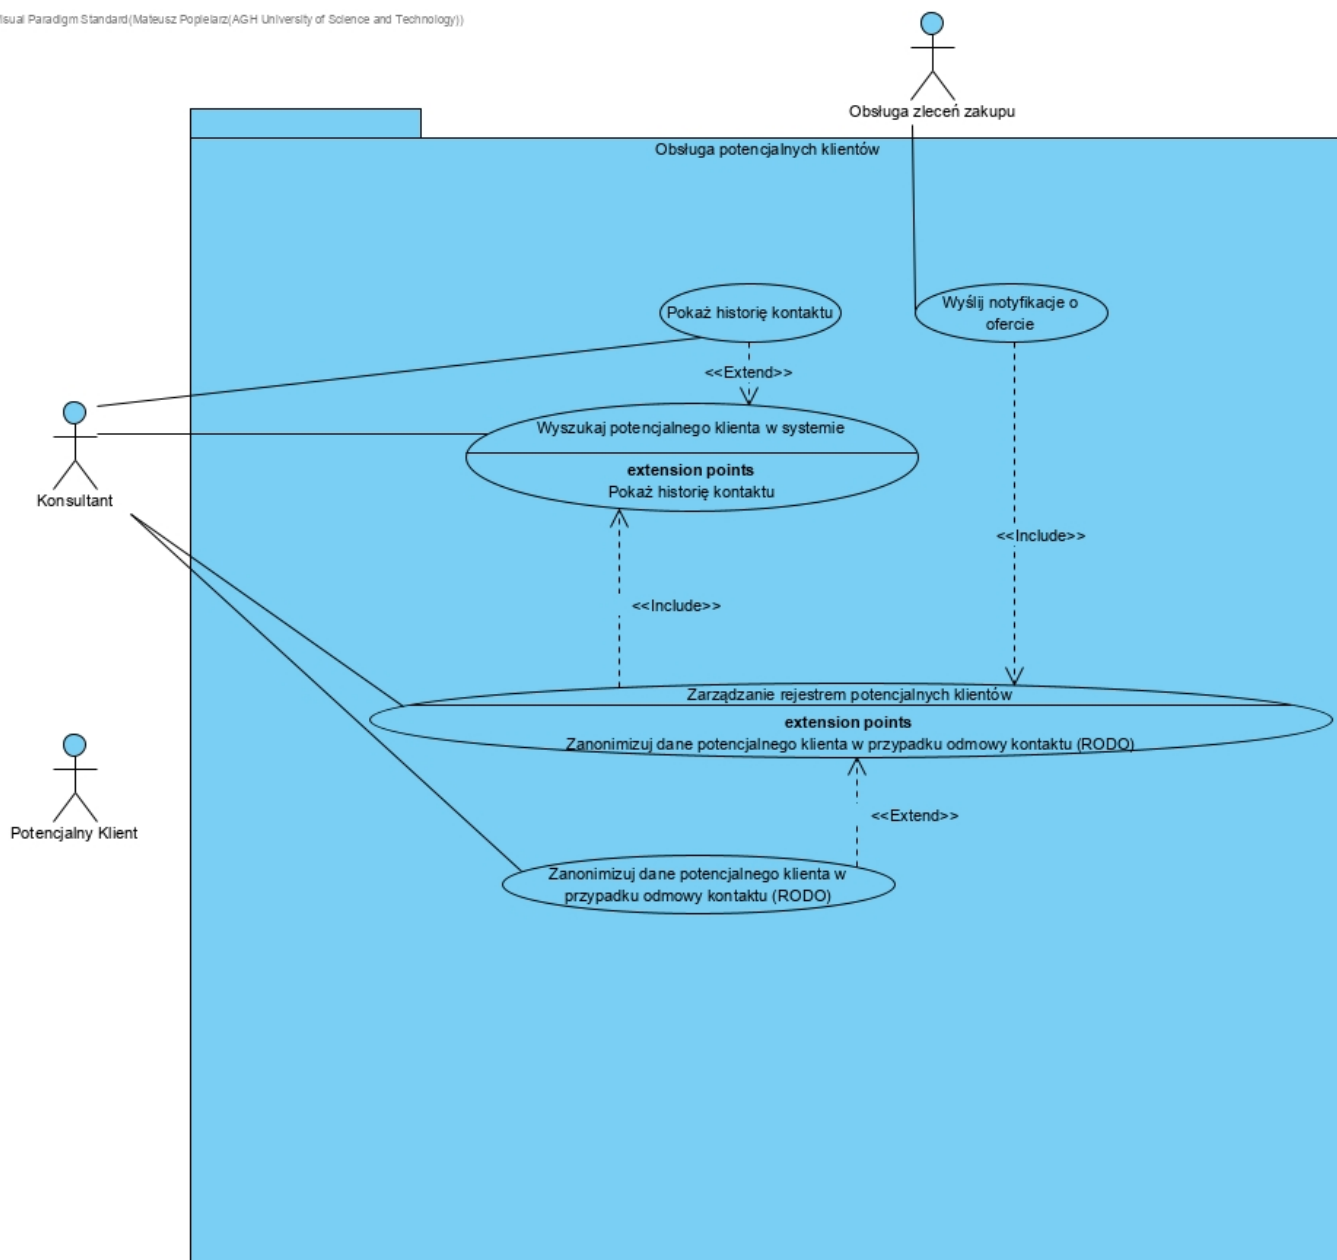 isual Paradigm Standard(Mateusz Popielarz(AGH University of Science and Technology))
Obsługa zleceń zakupu
Obsługa potencjalnych klientów
Pokaż historię kontaktu
Wyślij notyfikacje o
ofercie
<<Extend>>
Wyszukaj potencjalnego klienta w systemie
extension points
Pokaż historię kontaktu
Konsultant
<<Include>>
<<Include>>
Zarządzanie rejestrem potencjalnych klientów
extension points
Zanonimizuj dane potencjalnego klienta w przypadku odmowy kontaktu (RODO)
<<Extend>>
Potencjalny Klient
Zanonimizuj dane potencjalnego klienta w
przypadku odmowy kontaktu (RODO)